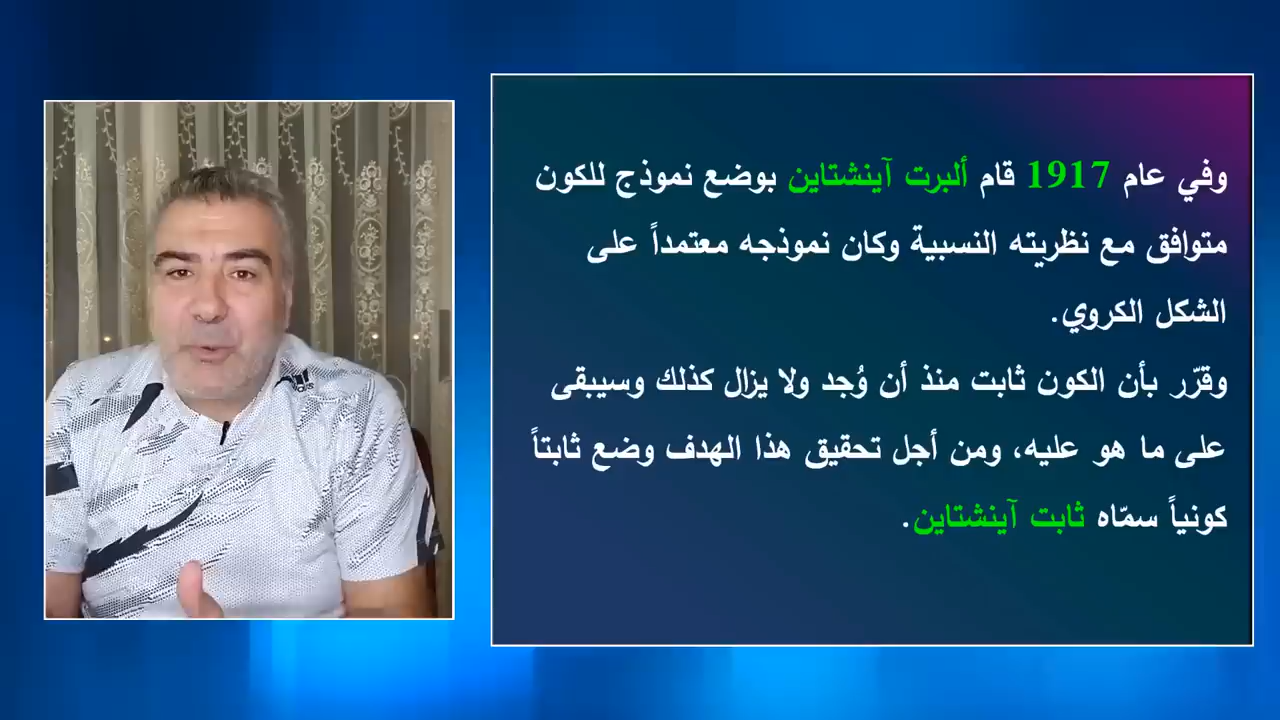 وفي عام 1917 قام ألبرت آينشتاين بوضع نموذج للكون
متوافق مع نظريته النسبية وكان نموذجه معتمداً على
الشكل الكروي.
وقرّر بأن الكون ثابت منذ أن وُجد ولا يزال كذلك وسيبقى
على ما هو عليه، ومن أجل تحقيق هذا الهدف وضع ثابتاً
كونياً سمّاه ثابت آينشتاين.